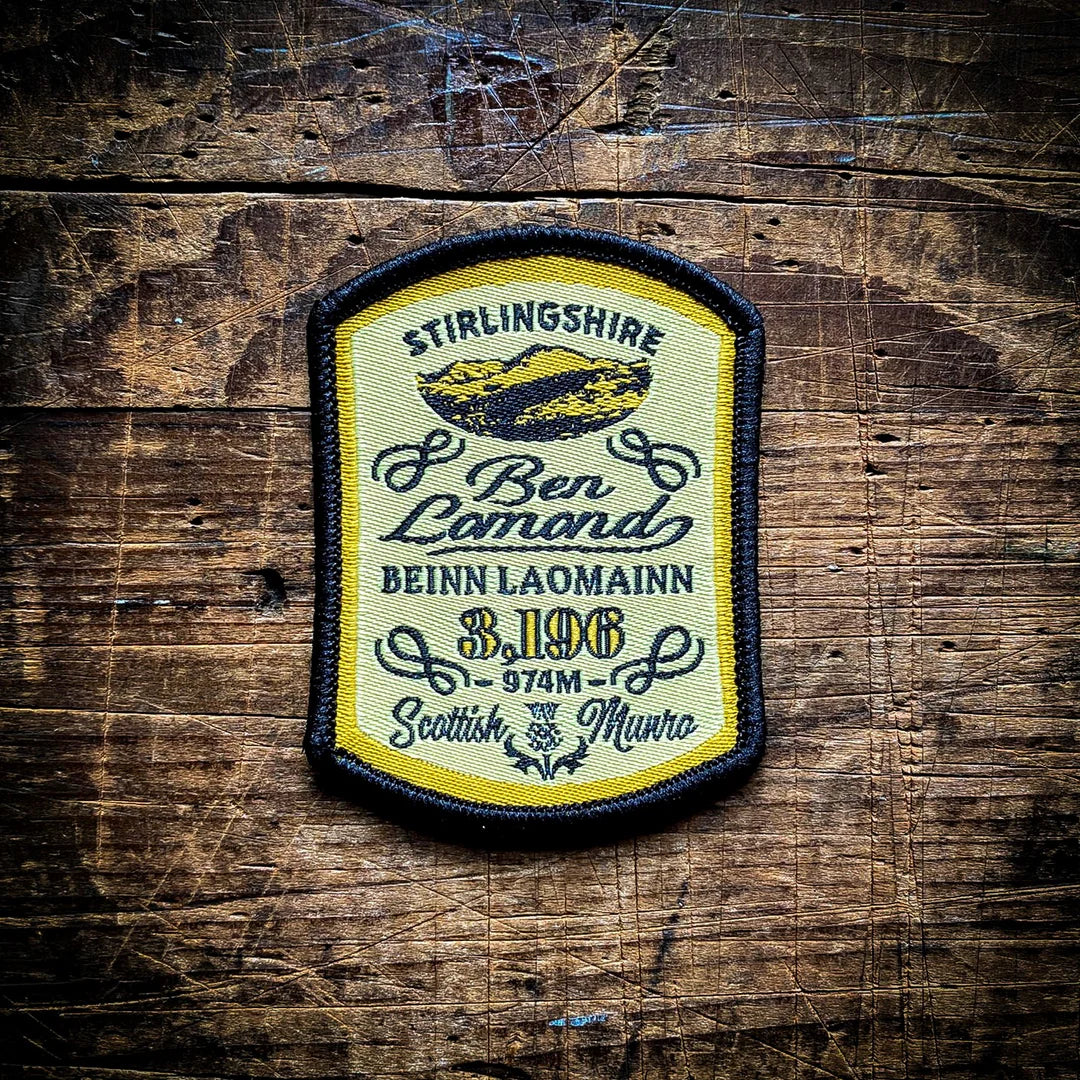 STIRLINGSHIRE
Ben
Lomond
BEINN LAOMAINN
3,196
– 974M –
Scottish Munro